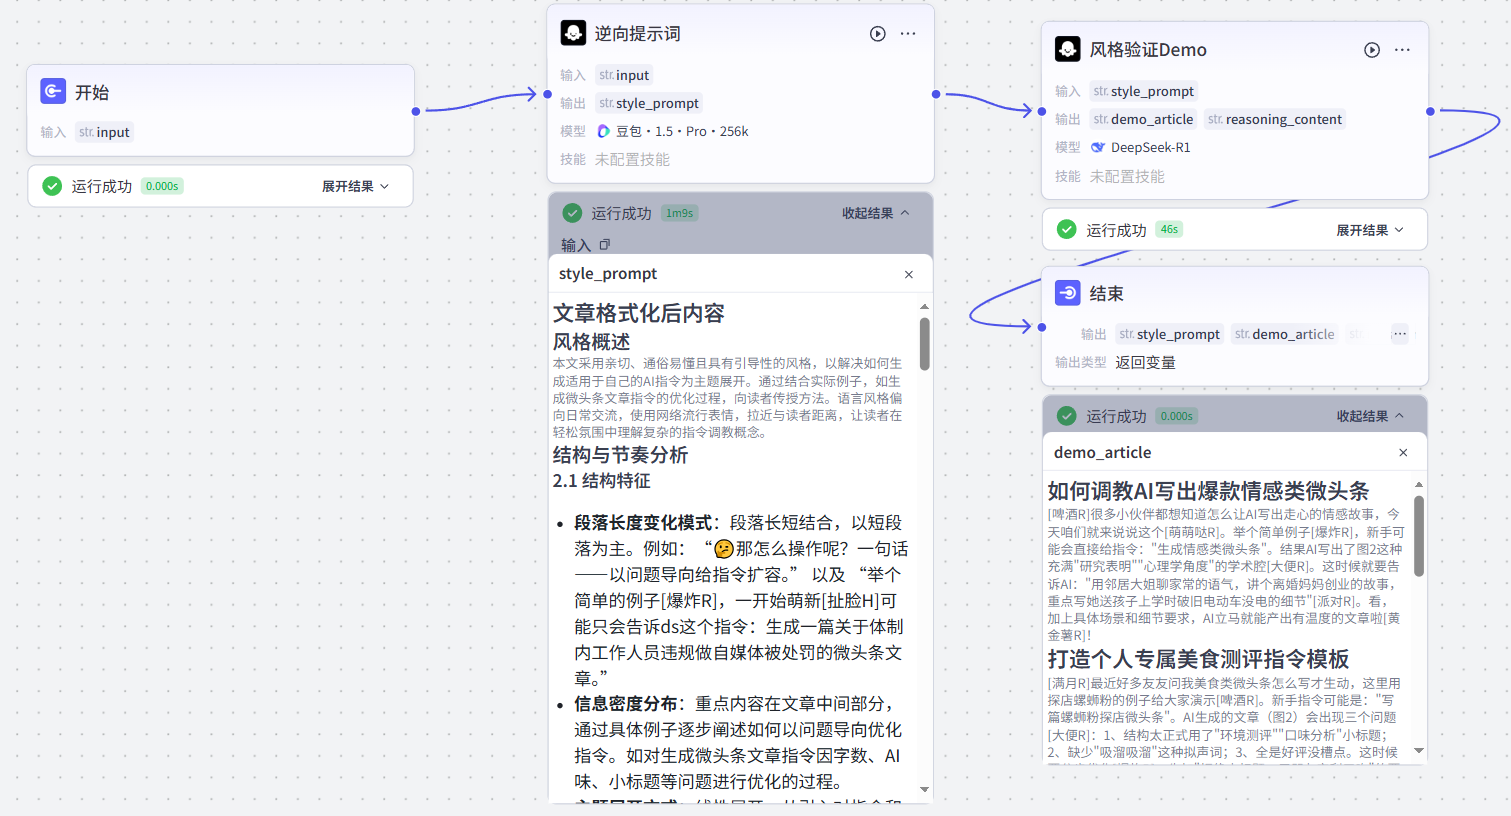 开始
输入 str. input
运行成功 0.000s 展开结果
逆向提示词
输入 str. input
输出 str. style_prompt
模型 豆包·1.5·Pro·256k
技能 未配置技能
运行成功 1m9s 收起结果
输入
style_prompt
文章格式化后内容
风格概述
本文采用亲切、通俗易懂且具有引导性的风格，以解决如何生
成适用于自己的AI指令为主题展开。通过结合实际例子，如生
成微头条文章指令的优化过程，向读者传授方法。语言风格偏
向日常交流，使用网络流行表情，拉近与读者距离，让读者在
轻松氛围中理解复杂的指令调教概念。
结构与节奏分析
2.1 结构特征
• 段落长度变化模式：段落长短结合，以短段
落为主。例如：“🤔那怎么操作呢？一句话
——以问题导向给指令扩容。” 以及 “举个
简单的例子[爆炸R]，一开始萌新[扯脸H]可
能只会告诉ds这个指令：生成一篇关于体制
内工作人员违规做自媒体被处罚的微头条文
章。”
• 信息密度分布：重点内容在文章中间部分，
通过具体例子逐步阐述如何以问题导向优化
指令。如对生成微头条文章指令因字数、AI
味、小标题等问题进行优化的过程。
风格验证Demo
输入 str. style_prompt
输出 str. demo_article str. reasoning_content
模型 DeepSeek-R1
技能 未配置技能
运行成功 46s 展开结果
结束
输出 str. style_prompt str. demo_article str. ···
输出类型 返回变量
运行成功 0.000s 收起结果
demo_article
如何调教AI写出爆款情感类微头条
[啤酒R]很多小伙伴都想知道怎么让AI写出走心的情感故事，今
天咱们就来说说这个[萌萌哒R]。举个简单例子[爆炸R]，新手可
能会直接给指令："生成情感类微头条"。结果AI写出了图2这种
充满"研究表明""心理学角度"的学术腔[大便R]。这时候就要告
诉AI："用邻居大姐聊家常的语气，讲个离婚妈妈创业的故事，
重点写她送孩子上学时破旧电动车没电的细节"[派对R]。看，
加上具体场景和细节要求，AI立马就能产出有温度的文章啦[黄
金薯R]！
打造个人专属美食测评指令模板
[满月R]最近好多友友问我美食类微头条怎么写才生动，这里用
探店螺蛳粉的例子给大家演示[啤酒R]。新手指令可能是："写
篇螺蛳粉探店微头条"。AI生成的文章（图2）会出现三个问题
[大便R]：1、结构太正式用了"环境测评""口味分析"小标题；
2、缺少"吸溜吸溜"这种拟声词；3、全是好评没槽点。这时候